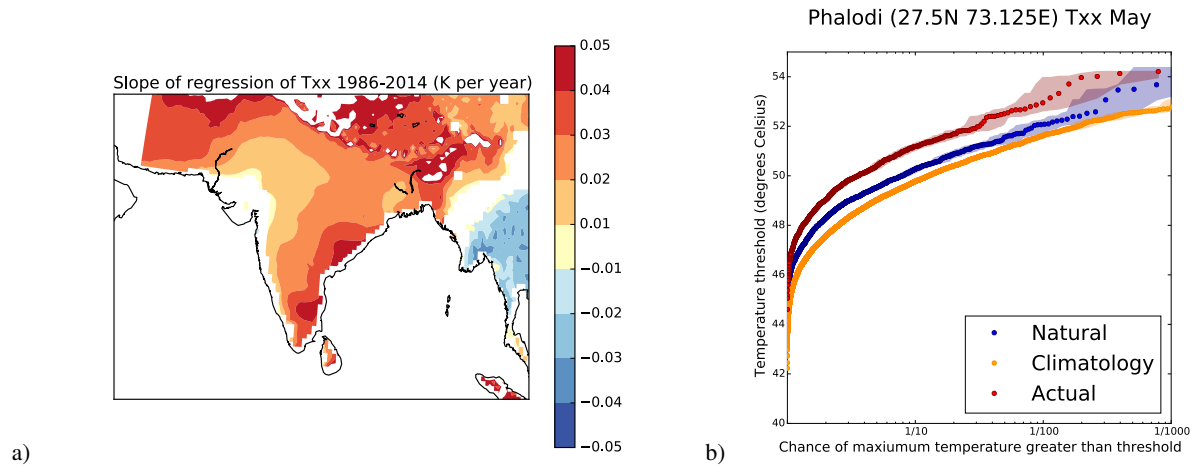 Slope of regression of Txx 1986-2014 (K per year)
0.05
0.04
0.03
0.02
0.01
−0.01
−0.02
−0.03
−0.04
−0.05
a)
Phalodi (27.5N 73.125E) Txx May
Temperature threshold (degrees Celsius)
54
52
50
48
46
44
42
40
Natural
Climatology
Actual
1/10 1/100 1/1000
Chance of maxiumum temperature greater than threshold
b)